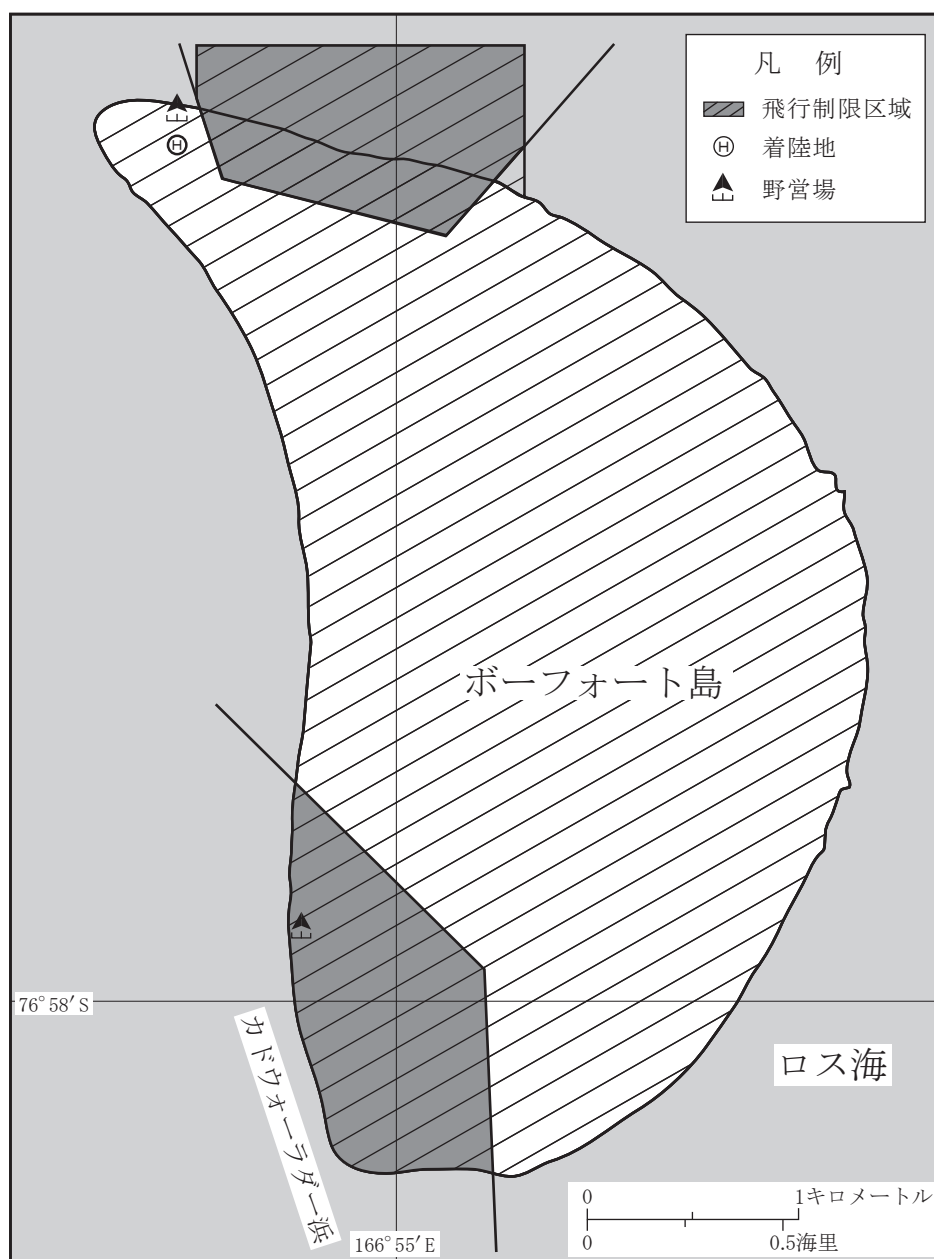 凡 例
飛行制限区域
H
着陸地
野営場
ボーフォート島
76°58′S
カドウォーラダー浜
ロス海
166°55′E
0 1キロメートル
0 0.5海里